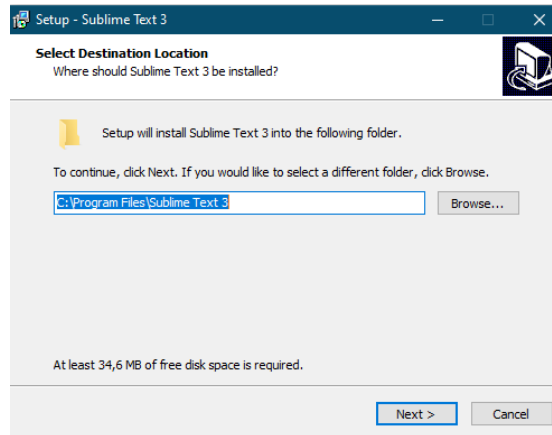 Setup - Sublime Text 3
Select Destination Location
Where should Sublime Text 3 be installed?
Setup will install Sublime Text 3 into the following folder.
To continue, click Next. If you would like to select a different folder, click Browse.
C:\Program Files\Sublime Text 3
Browse...
At least 34,6 MB of free disk space is required.
Next >
Cancel